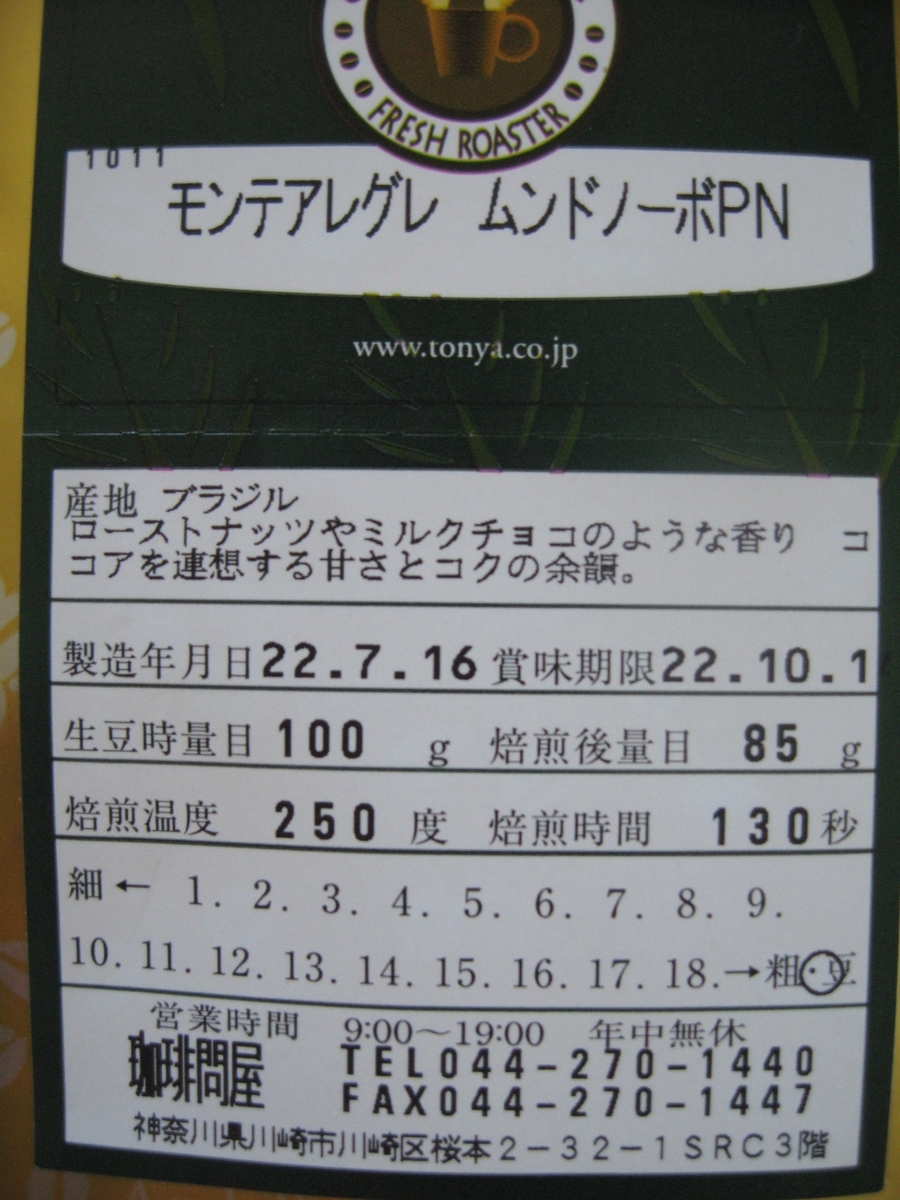 FRESH ROASTER
1011
モンテアレグレ ムンドノーボPN
www.tonya.co.jp
産地 ブラジル
ローストナッツやミルクチョコのような香り コ
コアを連想する甘さとコクの余韻。
製造年月日22.7.16 賞味期限22.10.1
生豆時量目 100 g 焙煎後量目 85 g
焙煎温度 250 度 焙煎時間 130秒
細← 1. 2. 3. 4. 5. 6. 7. 8. 9.
10. 11. 12. 13. 14. 15. 16. 17. 18.→粗・豆
営業時間 9:00〜19:00 年中無休
珈琲問屋 TEL044-270-1440
FAX044-270-1447
神奈川県川崎市川崎区桜本2-32-1SRC3階